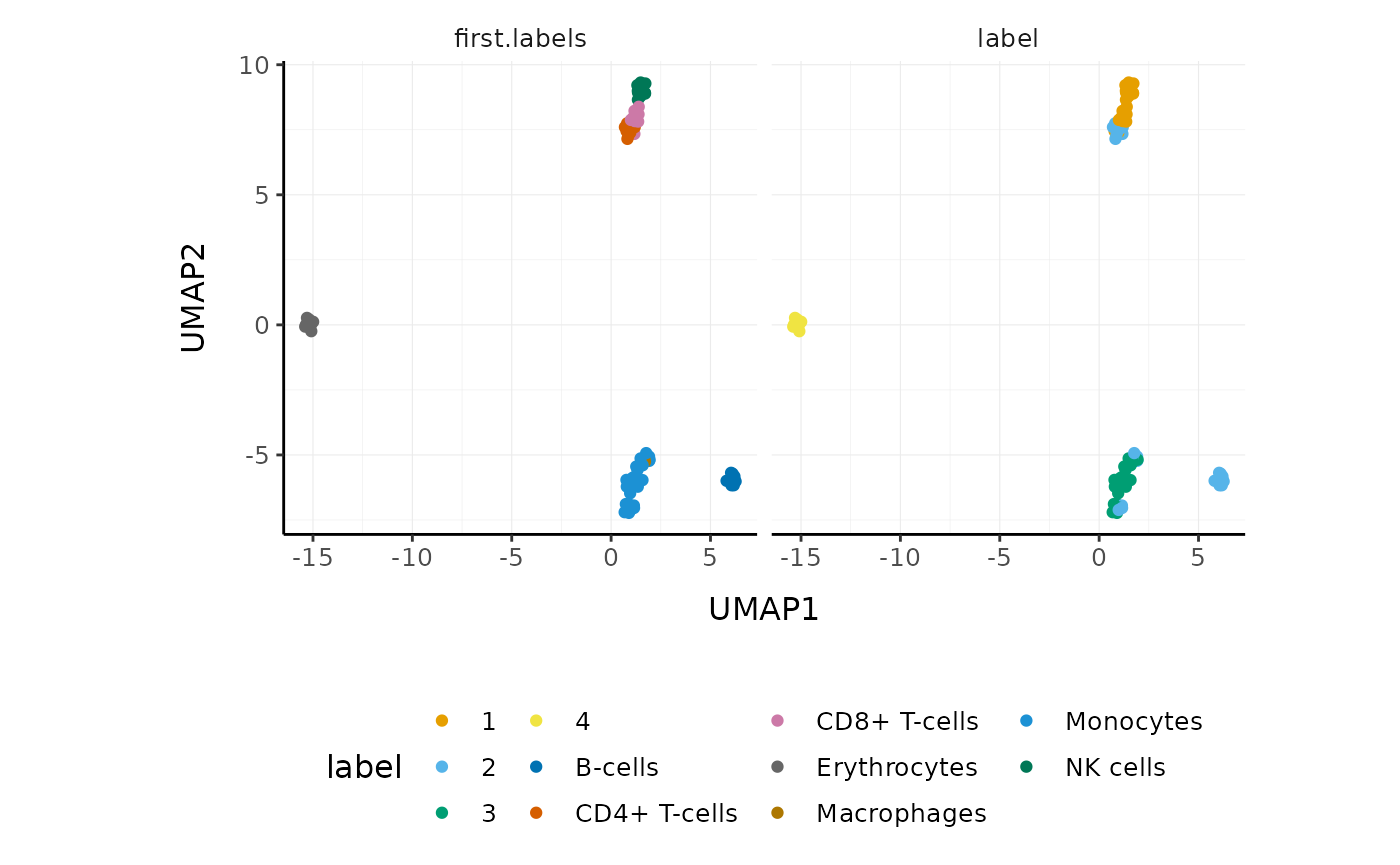 first.labels label
10
5
0
-5
UMAP2
-15 -10 -5 0 5 -15 -10 -5 0 5
UMAP1
1 4 CD8+ T-cells Monocytes
label 2 B-cells Erythrocytes NK cells
3 CD4+ T-cells Macrophages